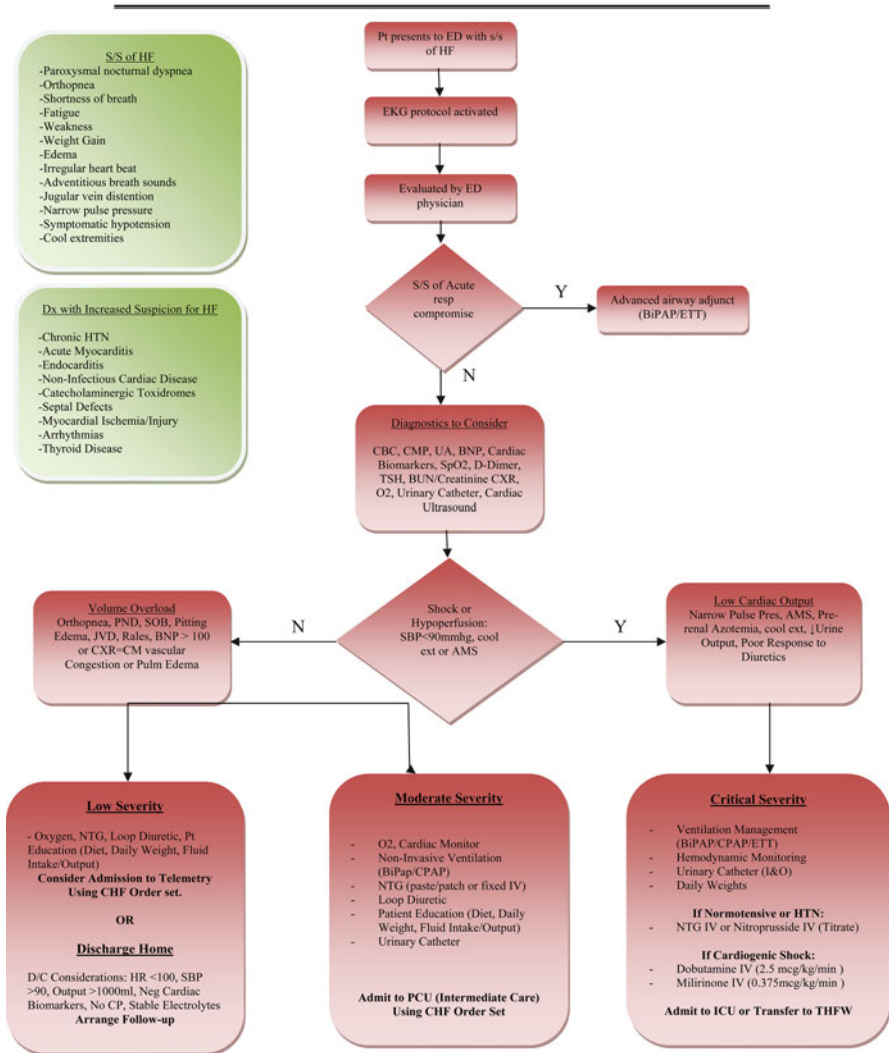 S/S of HF
-Paroxysmal nocturnal dyspnea
-Orthopnea
-Shortness of breath
-Fatigue
-Weakness
-Weight Gain
-Edema
-Irregular heart beat
-Adventitious breath sounds
-Jugular vein distention
-Narrow pulse pressure
-Symptomatic hypotension
-Cool extremities
Dx with Increased Suspicion for HF
-Chronic HTN
-Acute Myocarditis
-Endocarditis
-Non-Infectious Cardiac Disease
-Catecholaminergic Toxidromes
-Septal Defects
-Myocardial Ischemia/Injury
-Arrhythmias
-Thyroid Disease
Pt presents to ED with s/s
of HF
EKG protocol activated
Evaluated by ED
physician
S/S of Acute
resp
compromise
Y
Advanced airway adjunct
(BiPAP/ETT)
N
Diagnostics to Consider
CBC, CMP, UA, BNP, Cardiac
Biomarkers, SpO2, D-Dimer,
TSH, BUN/Creatinine CXR,
O2, Urinary Catheter, Cardiac
Ultrasound
Shock or
Hypoperfusion:
SBP<90mmhg, cool
ext or AMS
N
Volume Overload
Orthopnea, PND, SOB, Pitting
Edema, JVD, Rales, BNP > 100
or CXR=CM vascular
Congestion or Pulm Edema
Y
Low Cardiac Output
Narrow Pulse Pres, AMS, Pre-
renal Azotemia, cool ext, ↓Urine
Output, Poor Response to
Diuretics
Low Severity
- Oxygen, NTG, Loop Diuretic, Pt
Education (Diet, Daily Weight, Fluid
Intake/Output)
Consider Admission to Telemetry
Using CHF Order set.
OR
Discharge Home
D/C Considerations: HR <100, SBP
>90, Output >1000ml, Neg Cardiac
Biomarkers, No CP, Stable Electrolytes
Arrange Follow-up
Moderate Severity
- O2, Cardiac Monitor
- Non-Invasive Ventilation
(BiPap/CPAP)
- NTG (paste/patch or fixed IV)
- Loop Diuretic
- Patient Education (Diet, Daily
Weight, Fluid Intake/Output)
- Urinary Catheter
Admit to PCU (Intermediate Care)
Using CHF Order Set
Critical Severity
- Ventilation Management
(BiPAP/CPAP/ETT)
- Hemodynamic Monitoring
- Urinary Catheter (I&O)
- Daily Weights
If Normotensive or HTN:
- NTG IV or Nitroprusside IV (Titrate)
If Cardiogenic Shock:
- Dobutamine IV (2.5 mcg/kg/min )
- Milirinone IV (0.375mcg/kg/min )
Admit to ICU or Transfer to THFW